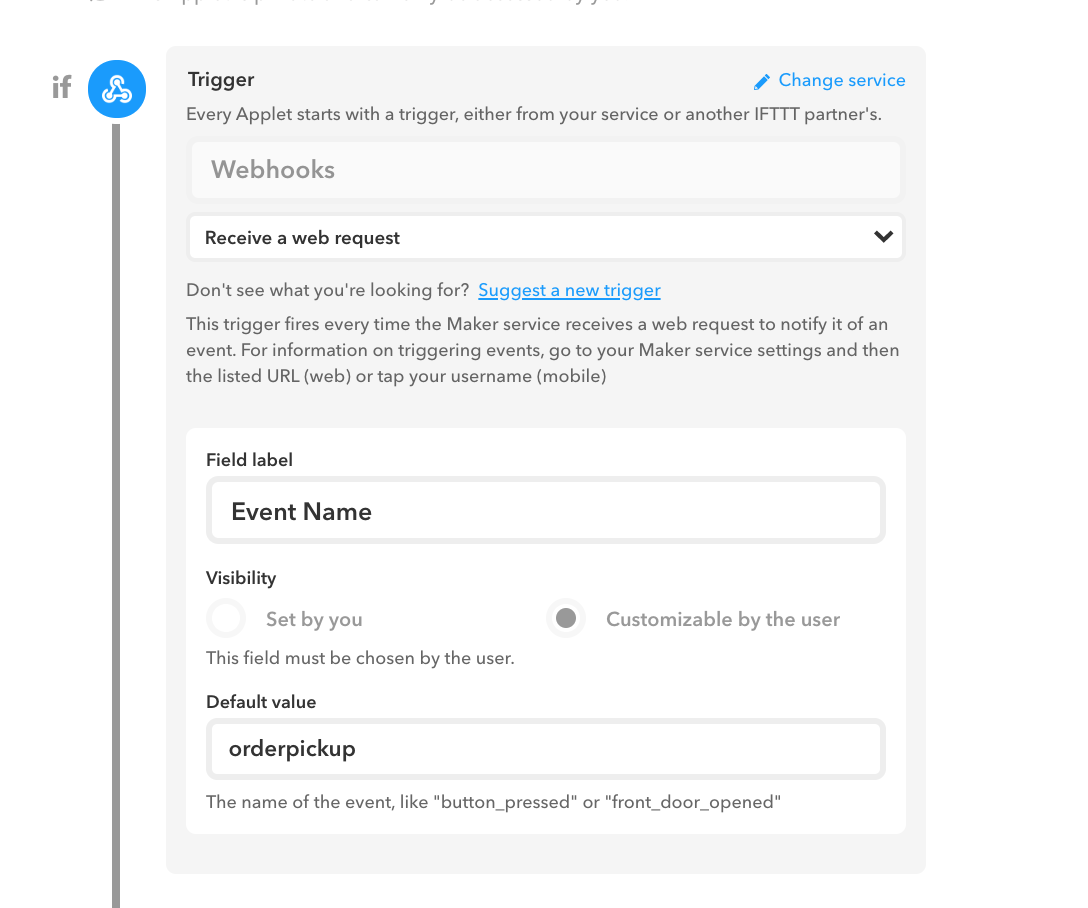 if
Trigger
Change service
Every Applet starts with a trigger, either from your service or another IFTTT partner's.
Webhooks
Receive a web request
Don't see what you're looking for? Suggest a new trigger
This trigger fires every time the Maker service receives a web request to notify it of an
event. For information on triggering events, go to your Maker service settings and then
the listed URL (web) or tap your username (mobile)
Field label
Event Name
Visibility
Set by you
Customizable by the user
This field must be chosen by the user.
Default value
orderpickup
The name of the event, like "button_pressed" or "front_door_opened"